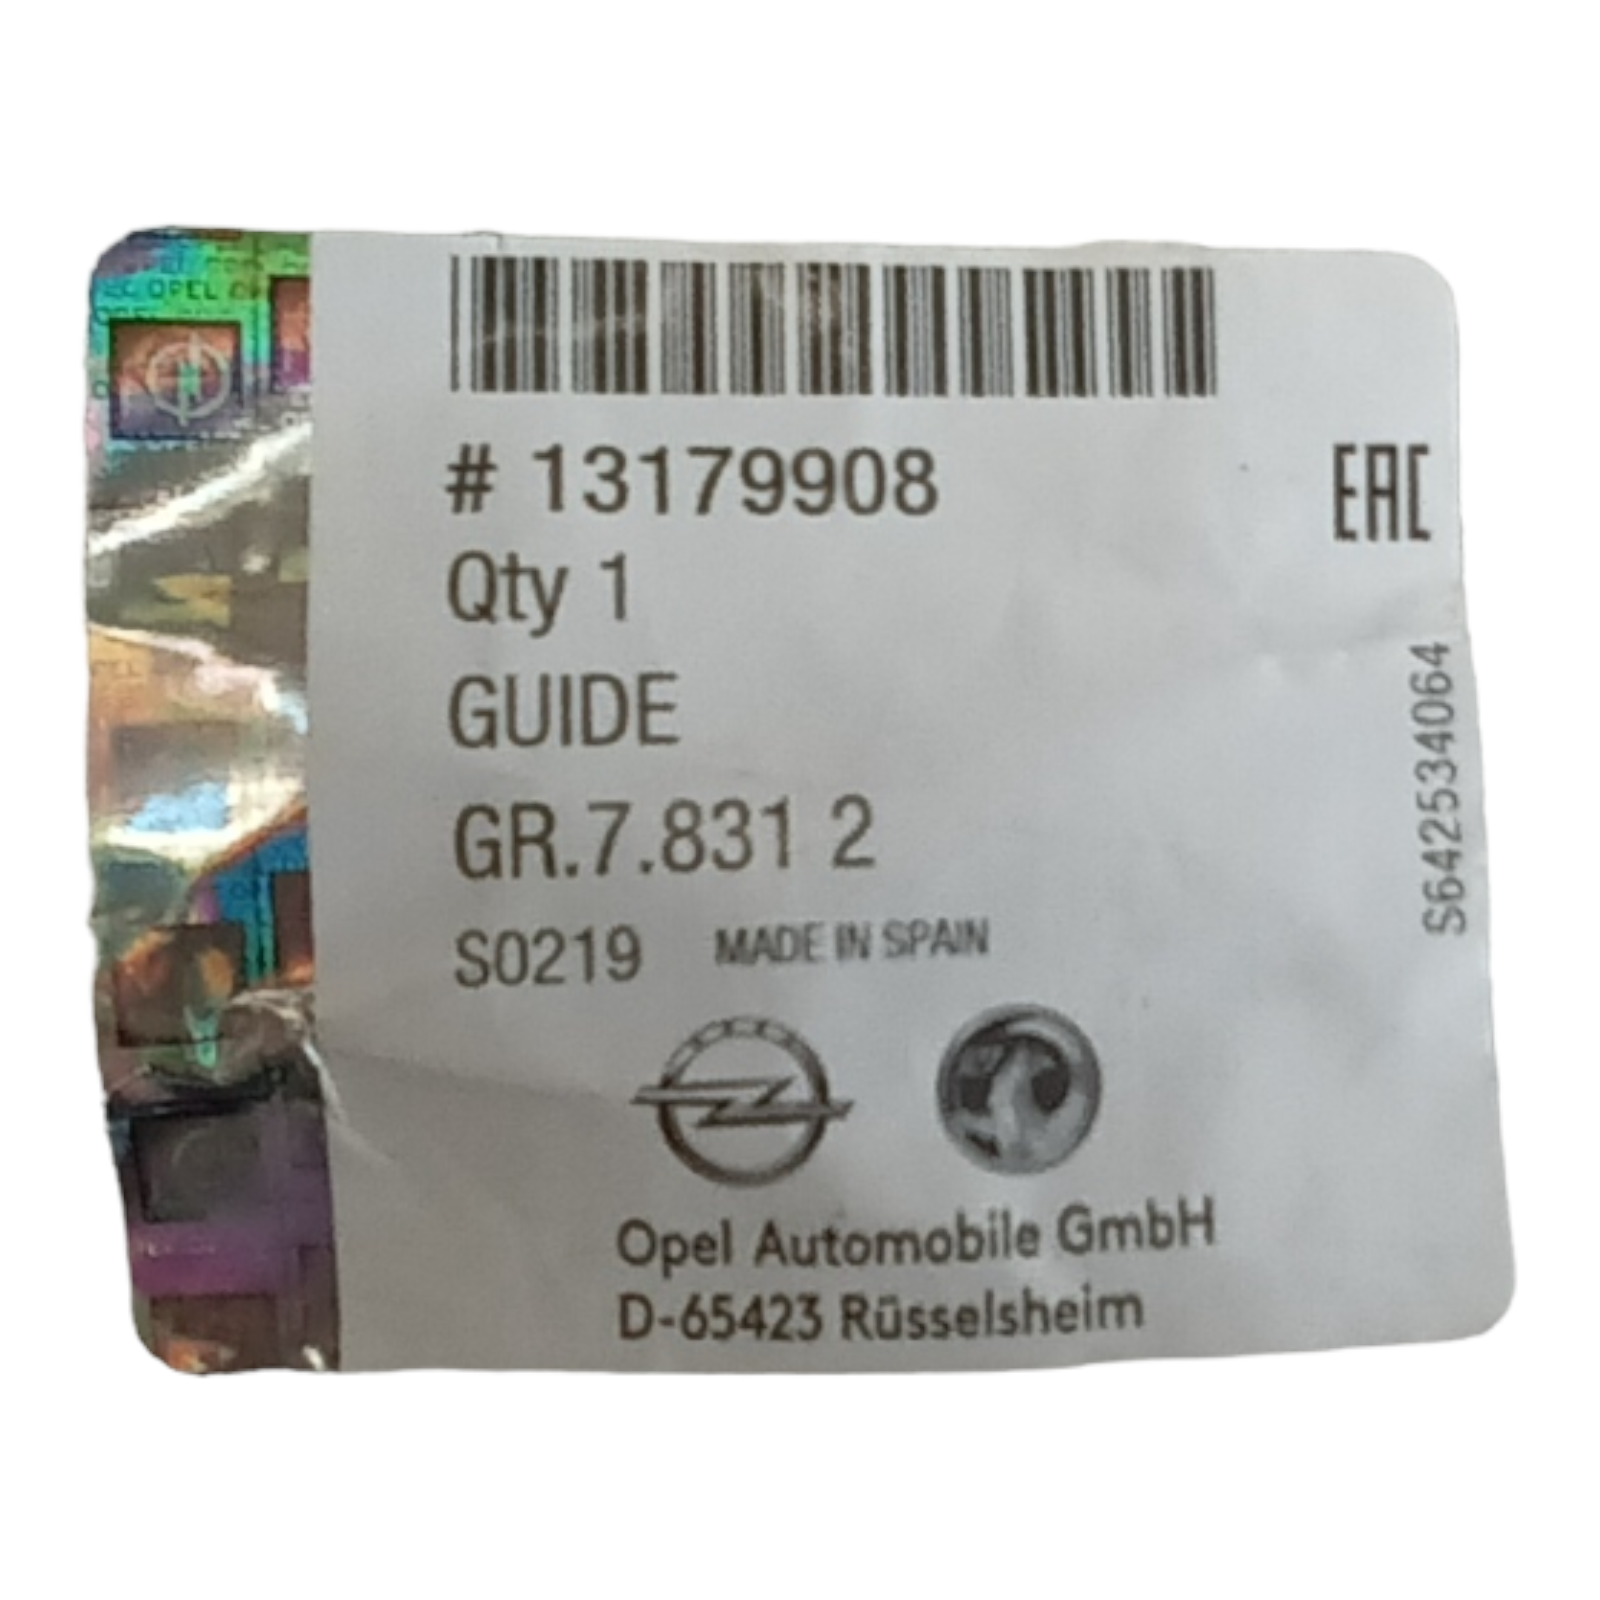 # 13179908
EAC
Qty 1
GUIDE
GR.7.831 2
S0219 MADE IN SPAIN
S642534064
Opel Automobile GmbH
D-65423 Rüsselsheim
OPEL